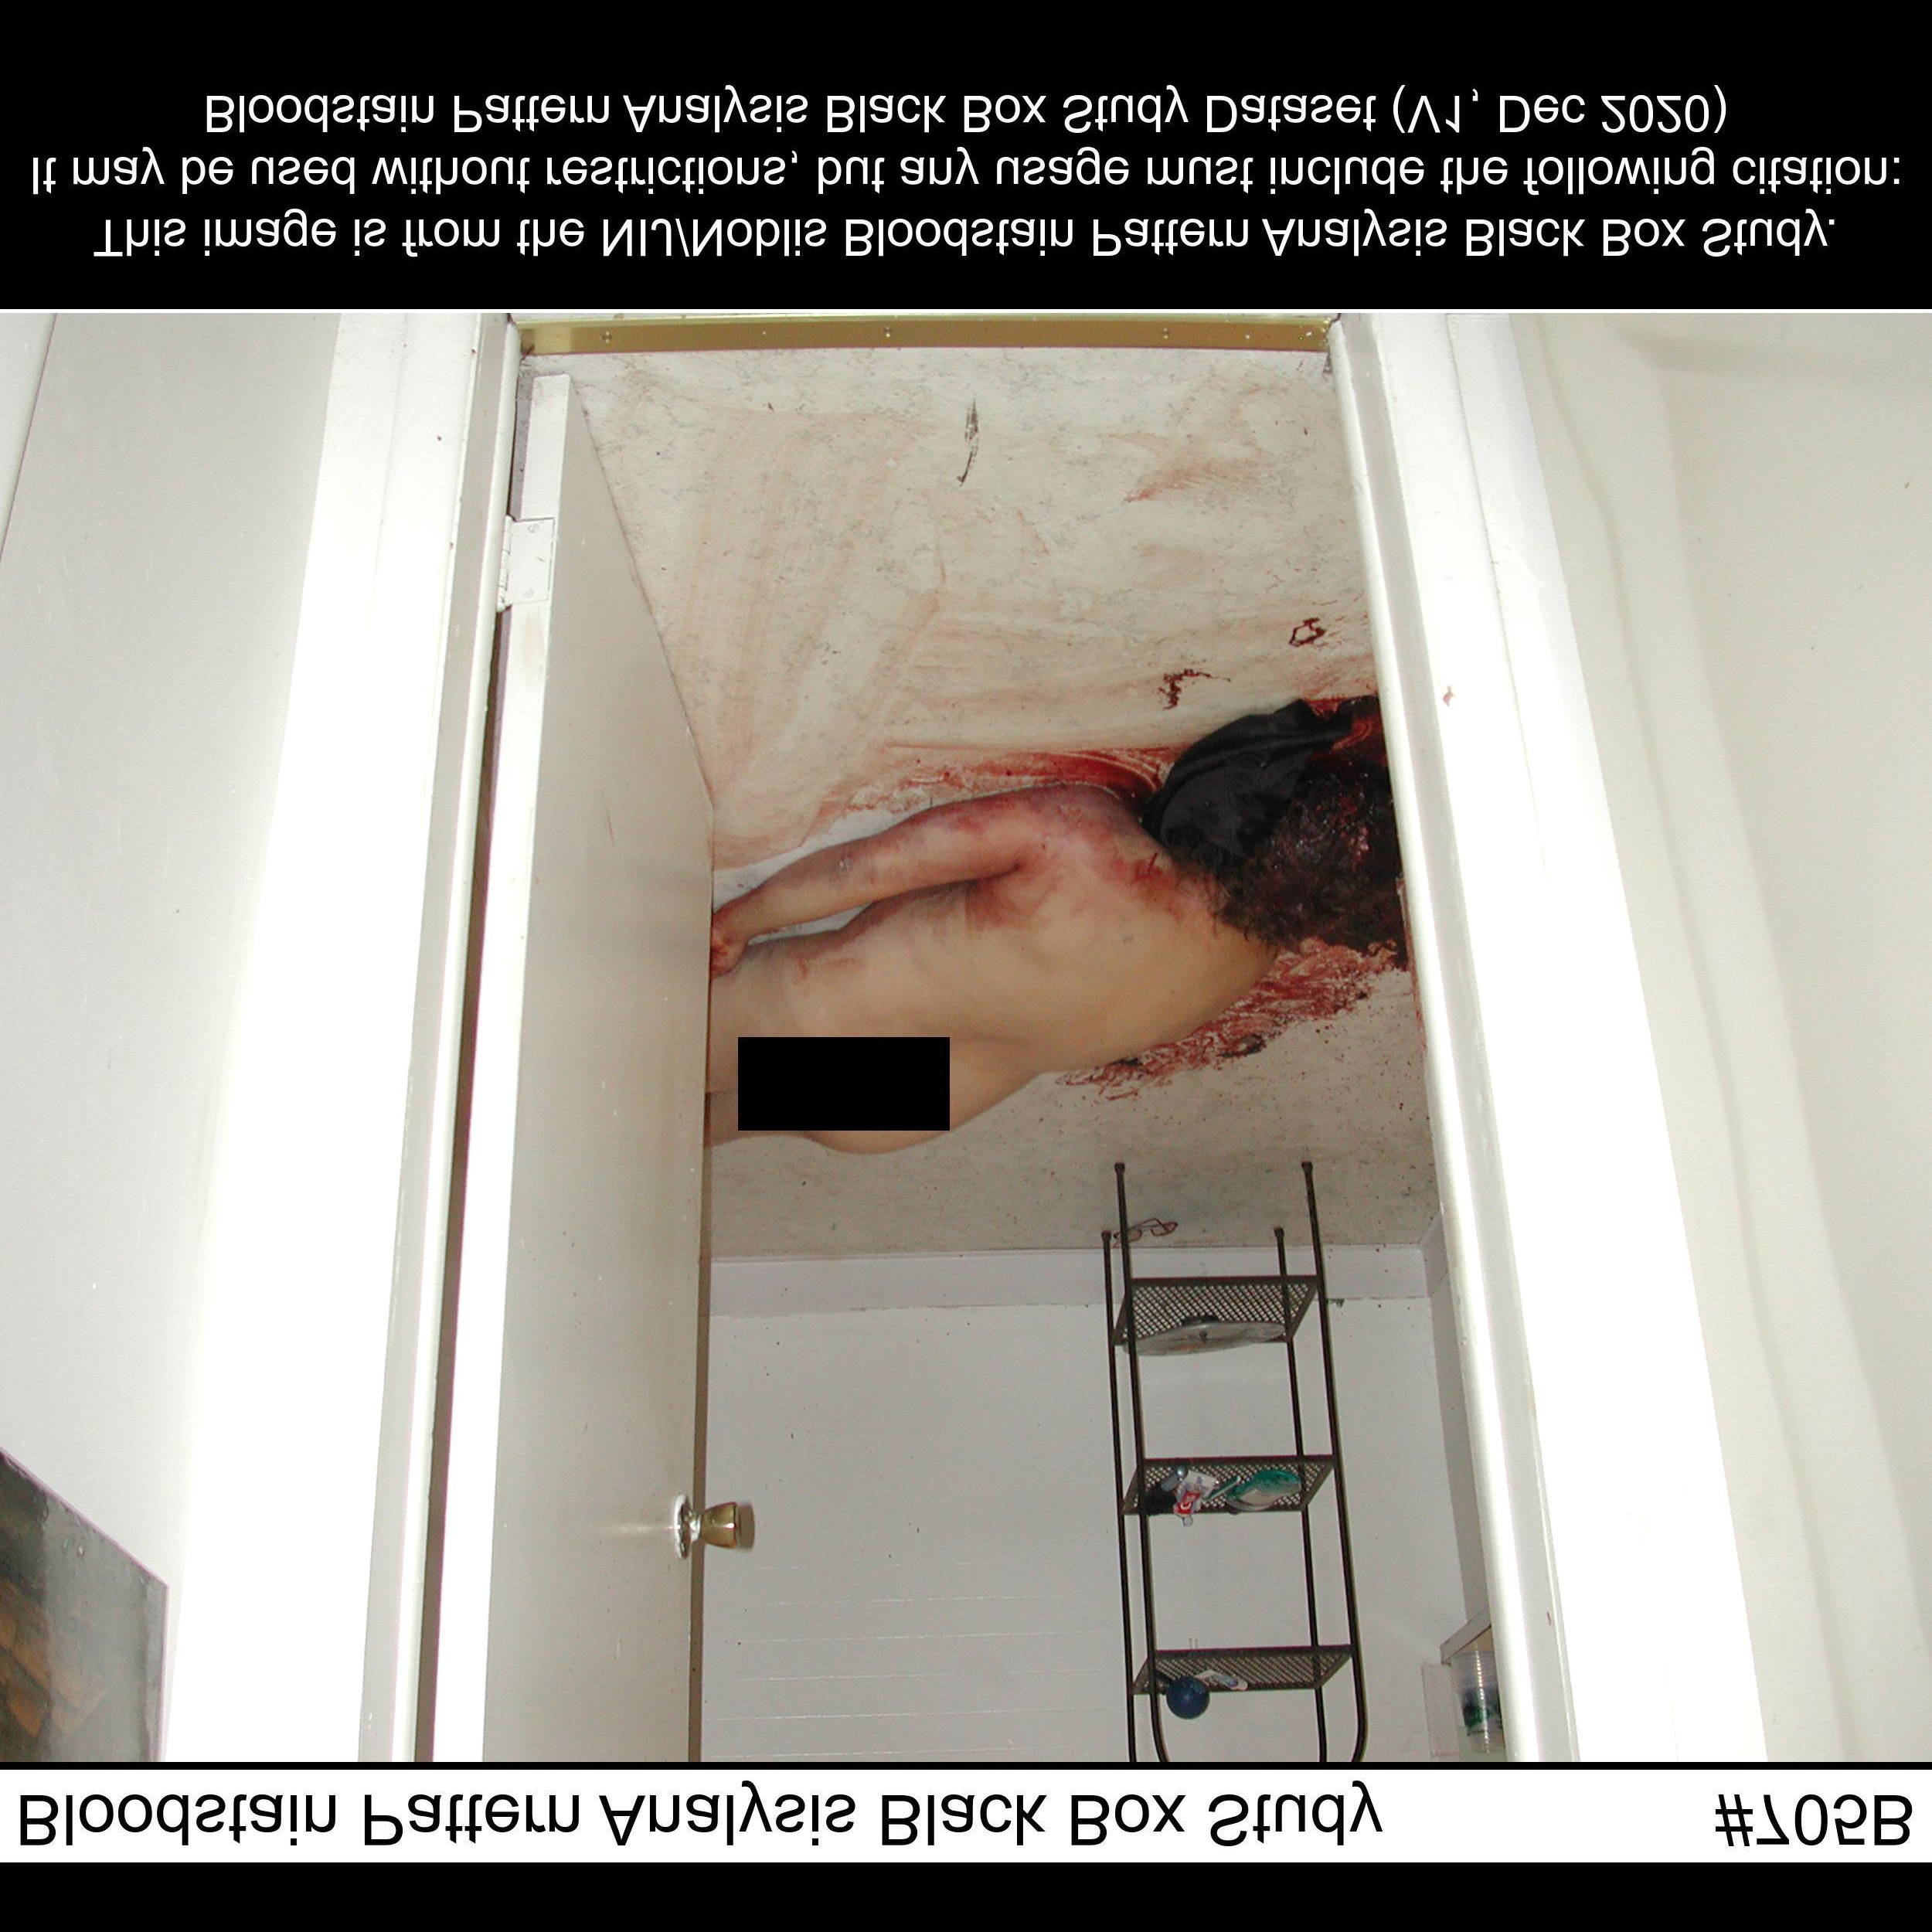 Bloodstain Pattern Analysis Black Box Study #705B
This image is from the NIJ/Noblis Bloodstain Pattern Analysis Black Box Study.
It may be used without restrictions, but any usage must include the following citation:
Bloodstain Pattern Analysis Black Box Study Dataset (V1, Dec 2020)